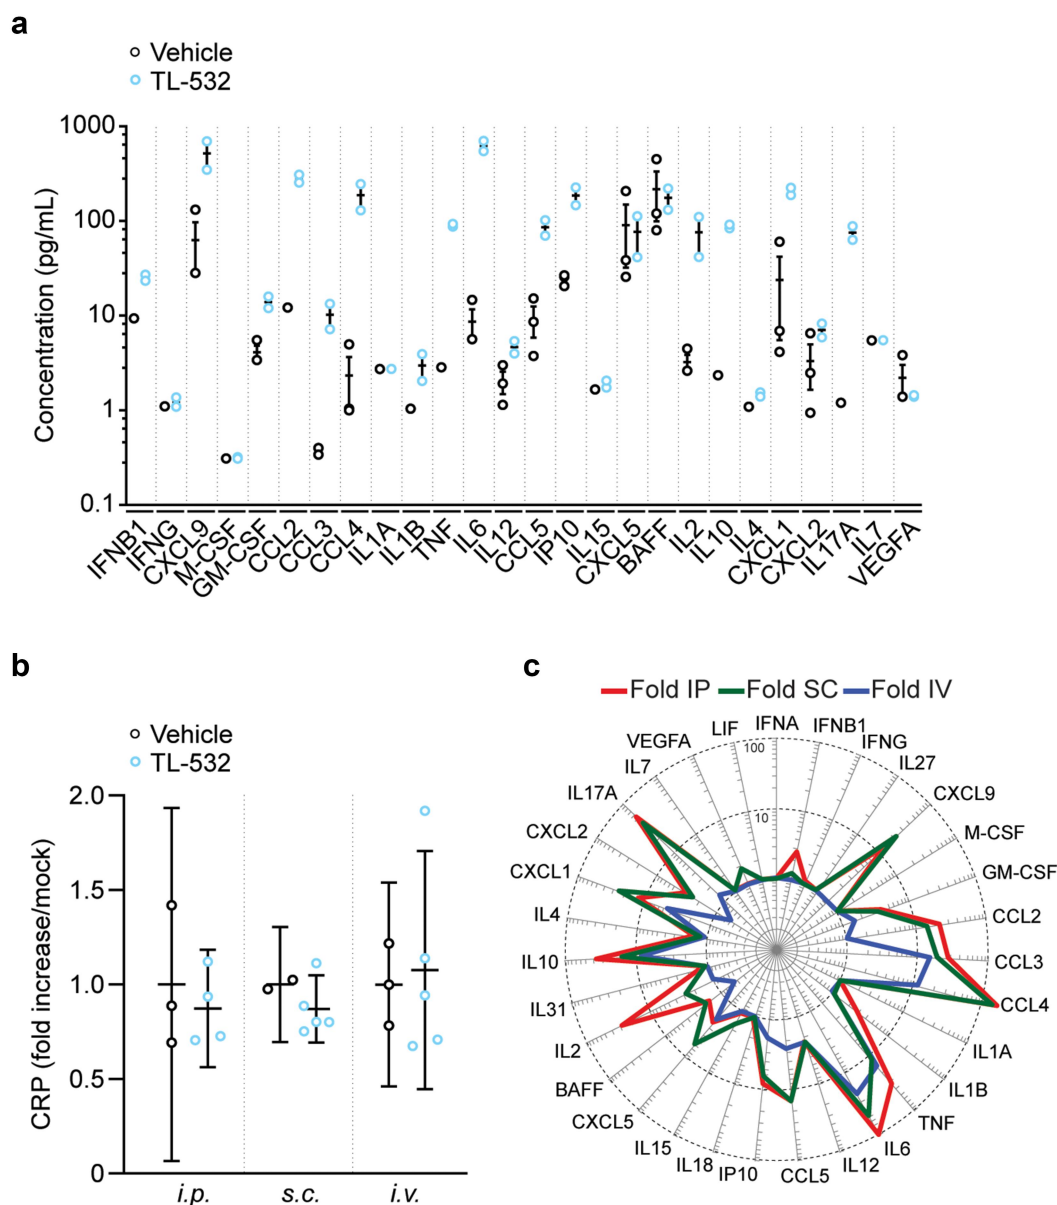 a
Vehicle
TL-532
Concentration (pg/mL)
1000
100
10
1
0.1
IFNB1
IFNG
CXCL9
M-CSF
GM-CSF
CCL2
CCL3
CCL4
IL1A
IL1B
TNF
IL6
IL12
CCL5
IP10
IL15
CXCL5
BAFF
IL2
IL10
IL4
CXCL1
CXCL2
IL17A
IL7
VEGFA
b
Vehicle
TL-532
CRP (fold increase/mock)
2.0
1.5
1.0
0.5
0
i.p.
s.c.
i.v.
c
Fold IP
Fold SC
Fold IV
IFNA
IFNB1
IFNG
IL27
CXCL9
M-CSF
GM-CSF
CCL2
CCL3
CCL4
IL1A
IL1B
TNF
IL6
IL12
CCL5
IP10
IL18
IL15
CXCL5
BAFF
IL2
IL31
IL10
IL4
CXCL1
CXCL2
IL17A
IL7
VEGFA
LIF
100
10